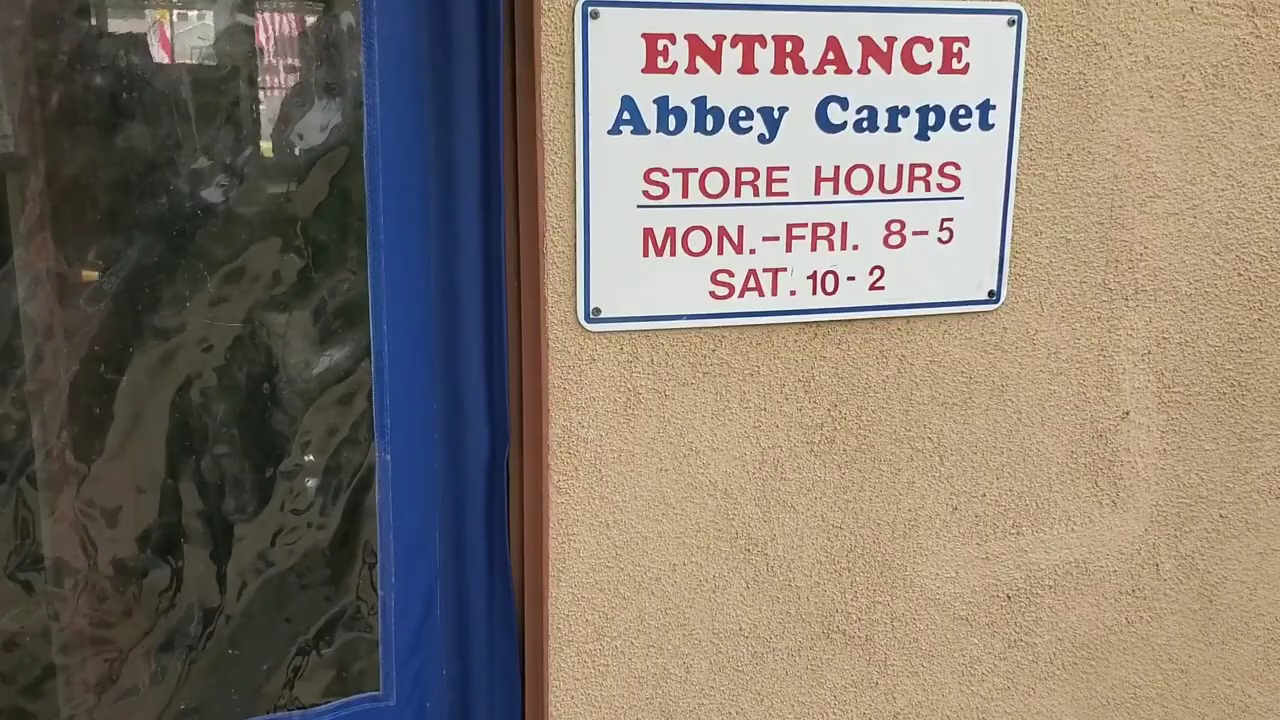 ENTRANCE
Abbey Carpet
STORE HOURS
MON.-FRI. 8-5
SAT. 10-2